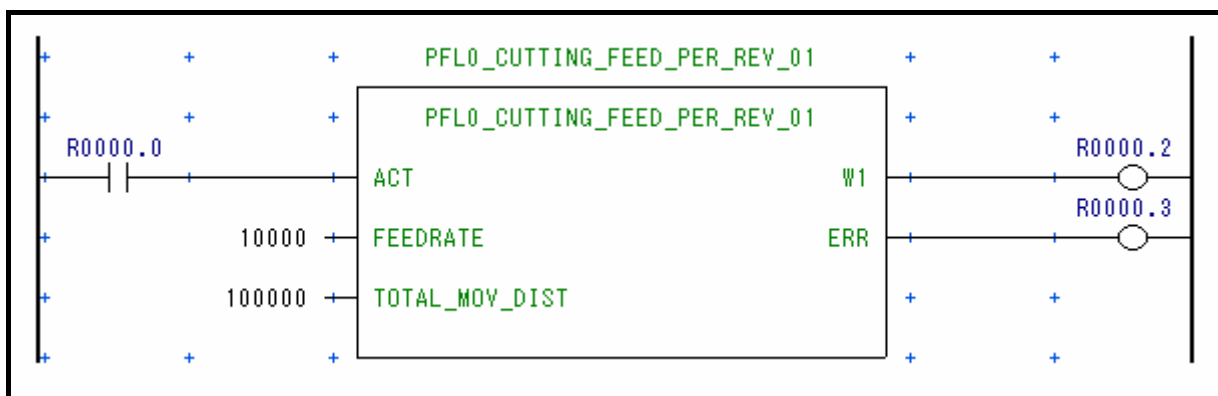 PFL0_CUTTING_FEED_PER_REV_01
PFL0_CUTTING_FEED_PER_REV_01
R0000.0 R0000.2
ACT W1
R0000.3
10000 FEEDRATE ERR
100000 TOTAL_MOV_DIST